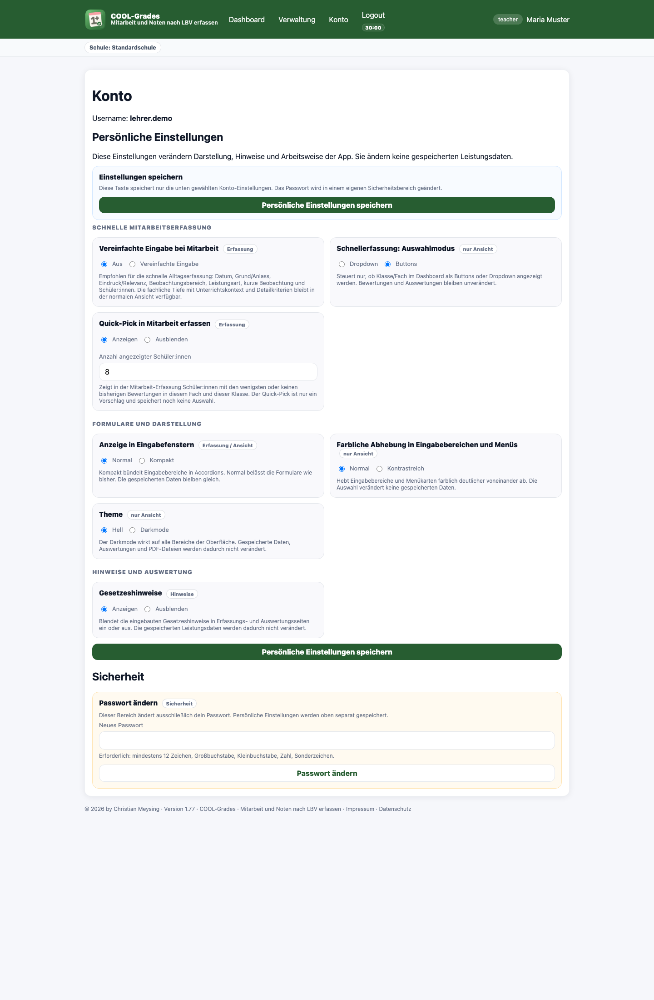 COOL-Grades
Mitarbeit und Noten nach LBV erfassen
Dashboard
Verwaltung
Konto
Logout
30:00
teacher
Maria Muster
Schule: Standardschule
Konto
Username: lehrer.demo
Persönliche Einstellungen
Diese Einstellungen verändern Darstellung, Hinweise und Arbeitsweise der App. Sie ändern keine gespeicherten Leistungsdaten.
Einstellungen speichern
Diese Taste speichert nur die unten gewählten Konto-Einstellungen. Das Passwort wird in einem eigenen Sicherheitsbereich geändert.
Persönliche Einstellungen speichern
SCHNELLE MITARBEITSERFASSUNG
Vereinfachte Eingabe bei Mitarbeit Erfassung
Aus Vereinfachte Eingabe
Empfohlen für die schnelle Alltagserfassung: Datum, Grund/Anlass,
Eindruck/Relevanz, Beobachtungsbereich, Leistungsart, kurze Beobachtung und
Schüler:innen. Die fachliche Tiefe mit Unterrichtskontext und Detailkriterien bleibt in
der normalen Ansicht verfügbar.
Schnellerfassung: Auswahlmodus nur Ansicht
Dropdown Buttons
Steuert nur, ob Klasse/Fach im Dashboard als Buttons oder Dropdown angezeigt
werden. Bewertungen und Auswertungen bleiben unverändert.
Quick-Pick in Mitarbeit erfassen Erfassung
Anzeigen Ausblenden
Anzahl angezeigter Schüler:innen
8
Zeigt in der Mitarbeit-Erfassung Schüler:innen mit den wenigsten oder keinen
bisherigen Bewertungen in diesem Fach und dieser Klasse. Der Quick-Pick ist nur ein
Vorschlag und speichert noch keine Auswahl.
FORMULARE UND DARSTELLUNG
Anzeige in Eingabefenstern Erfassung / Ansicht
Normal Kompakt
Kompakt bündelt Eingabebereiche in Accordions. Normal belässt die Formulare wie
bisher. Die gespeicherten Daten bleiben gleich.
Farbliche Abhebung in Eingabebereichen und Menüs
nur Ansicht
Normal Kontrastreich
Hebt Eingabebereiche und Menükarten farblich deutlicher voneinander ab. Die
Auswahl verändert keine gespeicherten Daten.
Theme nur Ansicht
Hell Darkmode
Der Darkmode wirkt auf alle Bereiche der Oberfläche. Gespeicherte Daten,
Auswertungen und PDF-Dateien werden dadurch nicht verändert.
HINWEISE UND AUSWERTUNG
Gesetzeshinweise Hinweise
Anzeigen Ausblenden
Blendet die eingebauten Gesetzeshinweise in Erfassungs- und Auswertungsseiten
ein oder aus. Die gespeicherten Leistungsdaten werden dadurch nicht verändert.
Persönliche Einstellungen speichern
Sicherheit
Passwort ändern Sicherheit
Dieser Bereich ändert ausschließlich dein Passwort. Persönliche Einstellungen werden oben separat gespeichert.
Neues Passwort
Erforderlich: mindestens 12 Zeichen, Großbuchstabe, Kleinbuchstabe, Zahl, Sonderzeichen.
Passwort ändern
© 2026 by Christian Meysing · Version 1.77 · COOL-Grades · Mitarbeit und Noten nach LBV erfassen · Impressum · Datenschutz